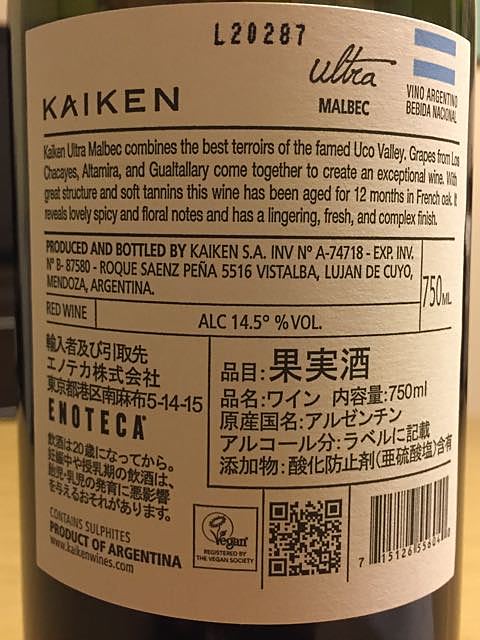 L20287
ultra
KAIKEN
MALBEC
VINO ARGENTINO
BEBIDA NACIONAL
Kaiken Ultra Malbec combines the best terroirs of the famed Uco Valley. Grapes from Los
Chacayes, Altamira, and Gualtallary come together to create an exceptional wine. With
great structure and soft tannins this wine has been aged for 12 months in French oak. It
reveals lovely spicy and floral notes and has a lingering, fresh, and complex finish.
PRODUCED AND BOTTLED BY KAIKEN S.A. INV N° A-74718 - EXP. INV.
N° B- 87580 - ROQUE SAENZ PEÑA 5516 VISTALBA, LUJAN DE CUYO,
MENDOZA, ARGENTINA.
750ML
RED WINE
ALC 14.5° %VOL.
輸入者及び引取先
エノテカ株式会社
東京都港区南麻布5-14-15
ENOTECA
飲酒は20歳になってから。
妊娠中や授乳期の飲酒は、
胎児・乳児の発育に悪影響
を与えるおそれがあります。
品目:果実酒
品名:ワイン 内容量:750ml
原産国名:アルゼンチン
アルコール分:ラベルに記載
添加物:酸化防止剤(亜硫酸塩)含有
CONTAINS SULPHITES
PRODUCT OF ARGENTINA
www.kaikenwines.com
Vegan
REGISTERED BY
THE VEGAN SOCIETY
7 15126 55604 0